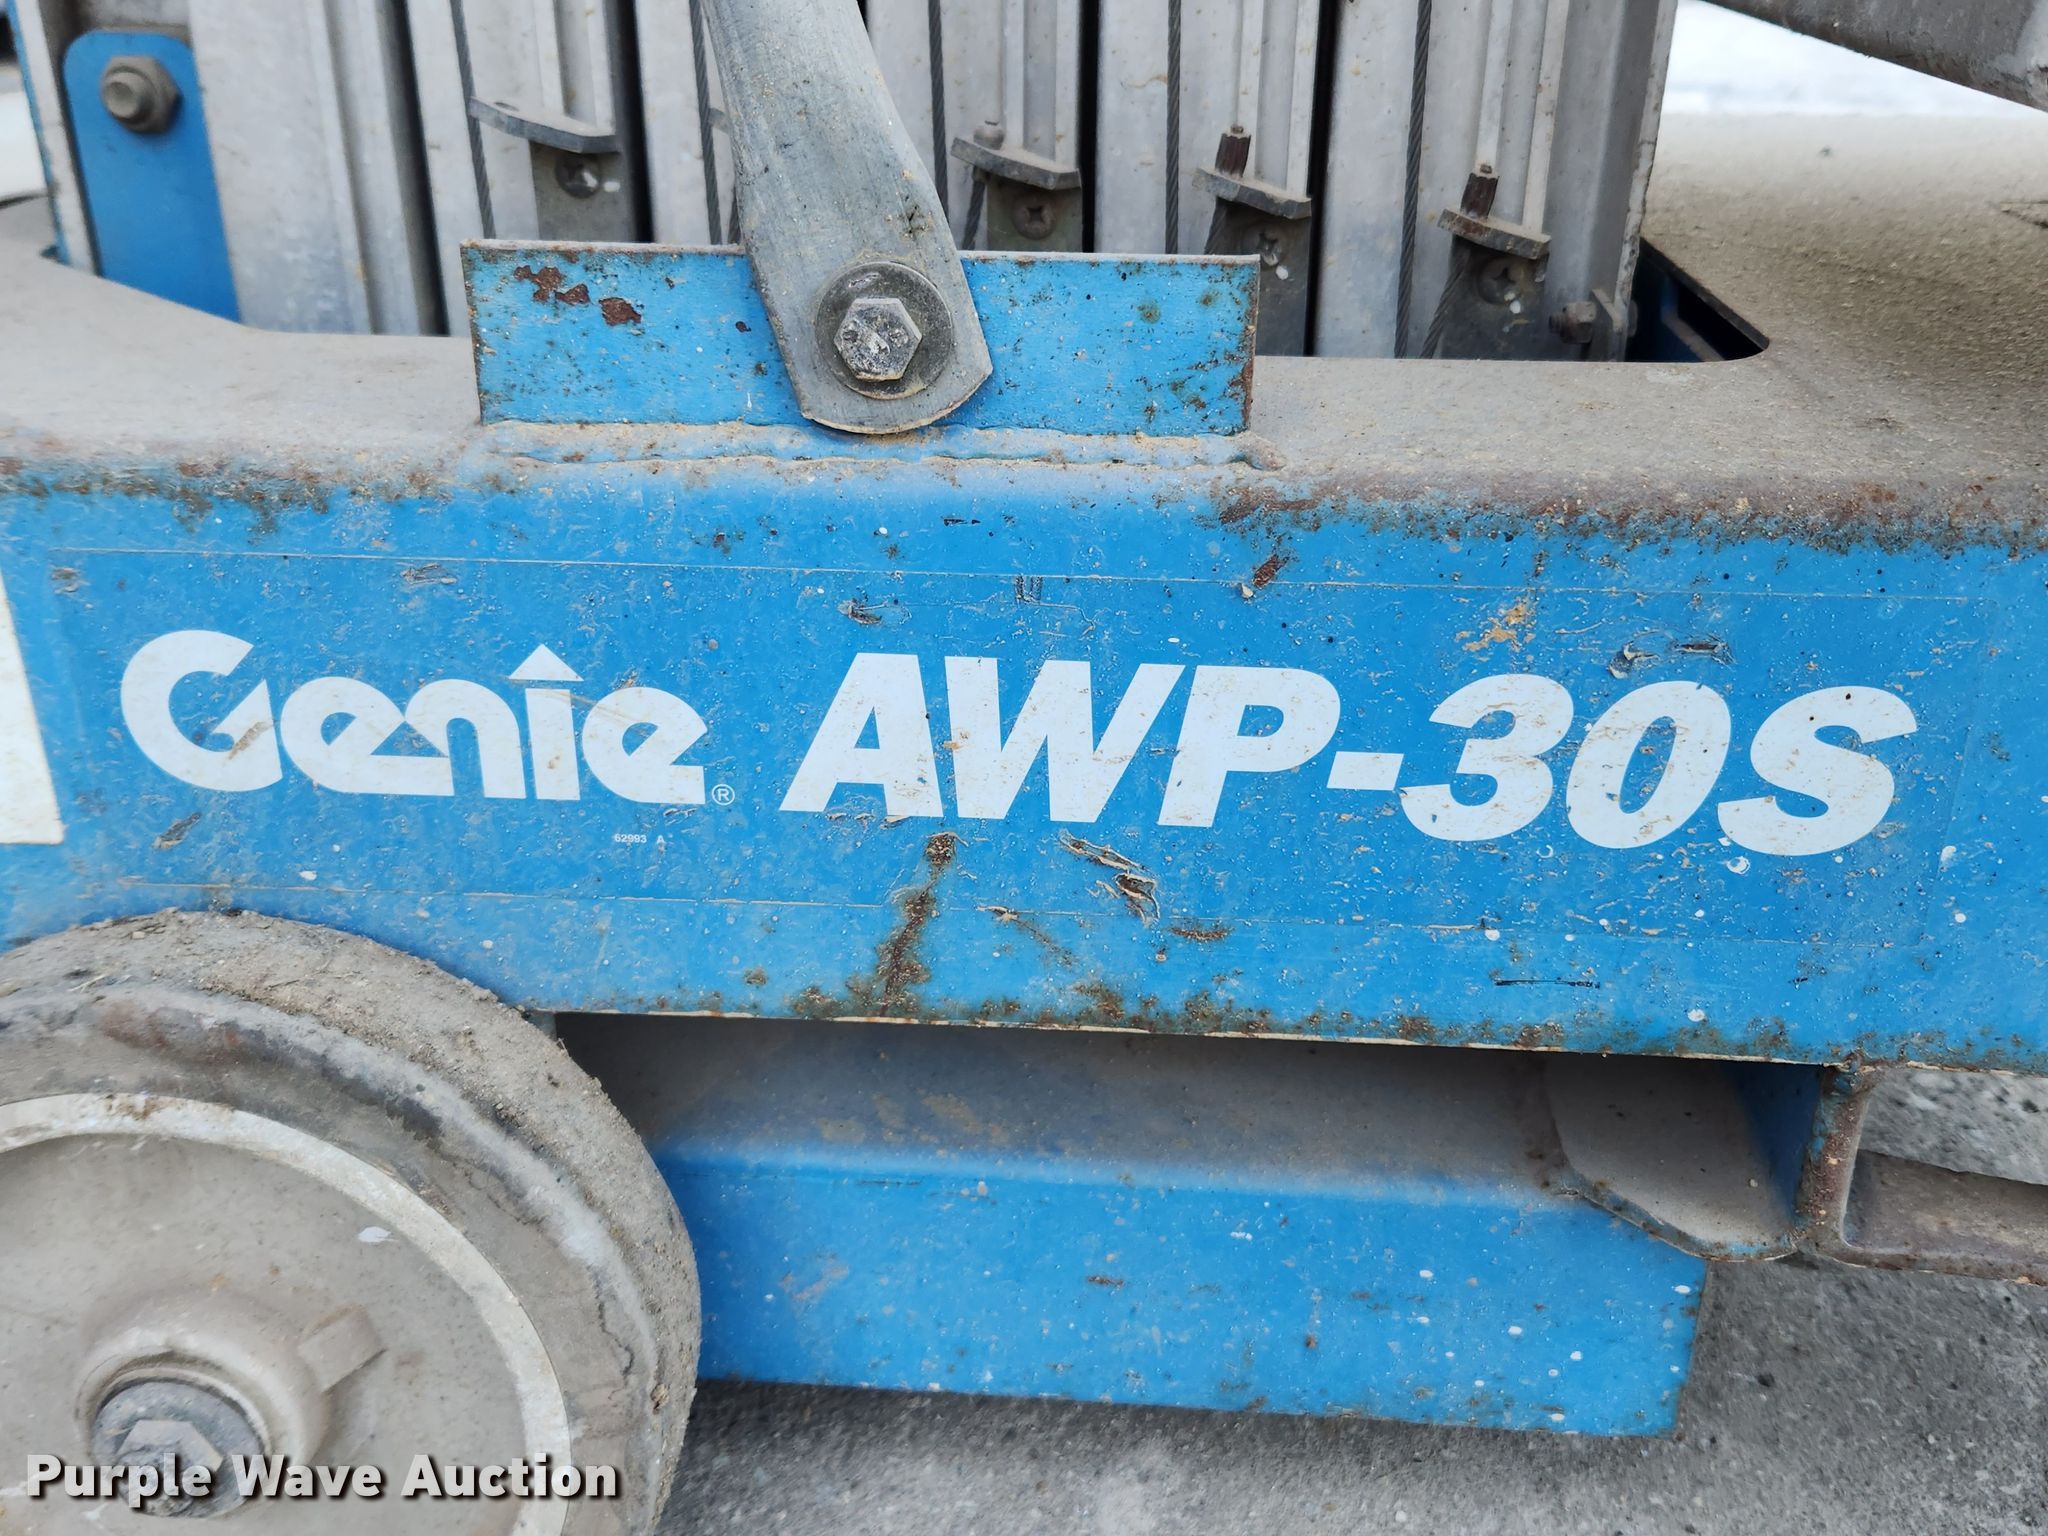 Genie® AWP-30S
62993 A
Purple Wave Auction